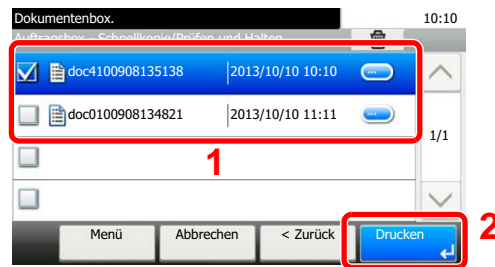 Dokumentenbox.
10:10
Auftragsbox - Schnellkopie/Prüfen und Halten
doc4100908135138 2013/10/10 10:10
doc0100908134821 2013/10/10 11:11
1/1
1
Menü Abbrechen < Zurück Drucken
2